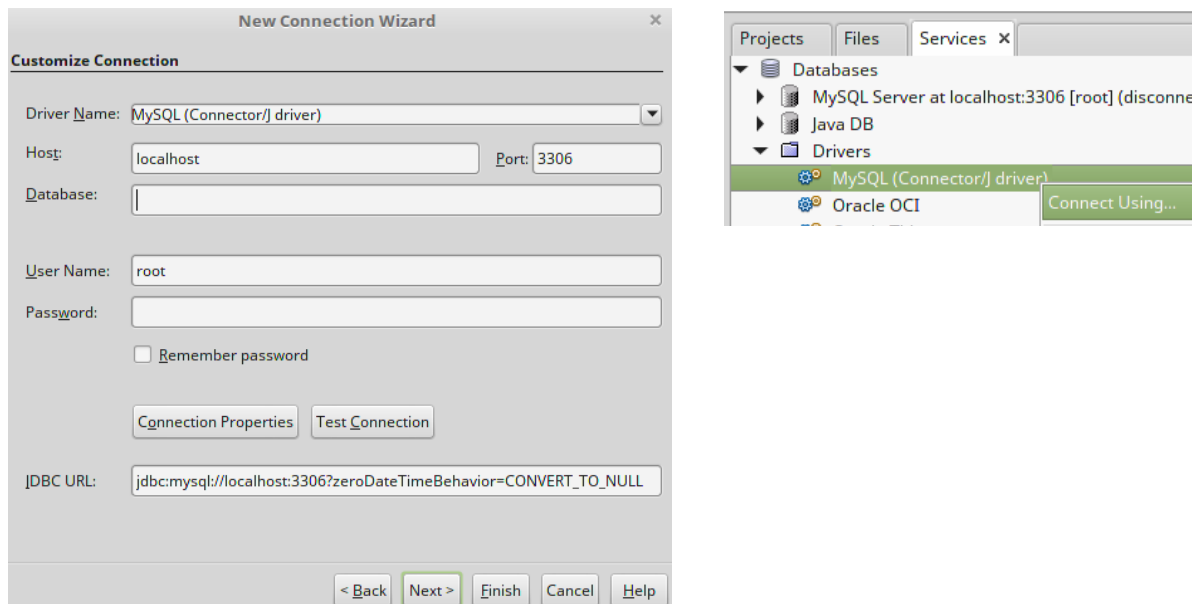 New Connection Wizard
Customize Connection
Driver Name: MySQL (Connector/J driver)
Host: localhost Port: 3306
Database:
User Name: root
Password:
Remember password
Connection Properties Test Connection
JDBC URL: jdbc:mysql://localhost:3306?zeroDateTimeBehavior=CONVERT_TO_NULL
< Back Next > Finish Cancel Help
Projects Files Services
Databases
MySQL Server at localhost:3306 [root] (disconne
Java DB
Drivers
MySQL (Connector/J driver)
Connect Using...
Oracle OCI